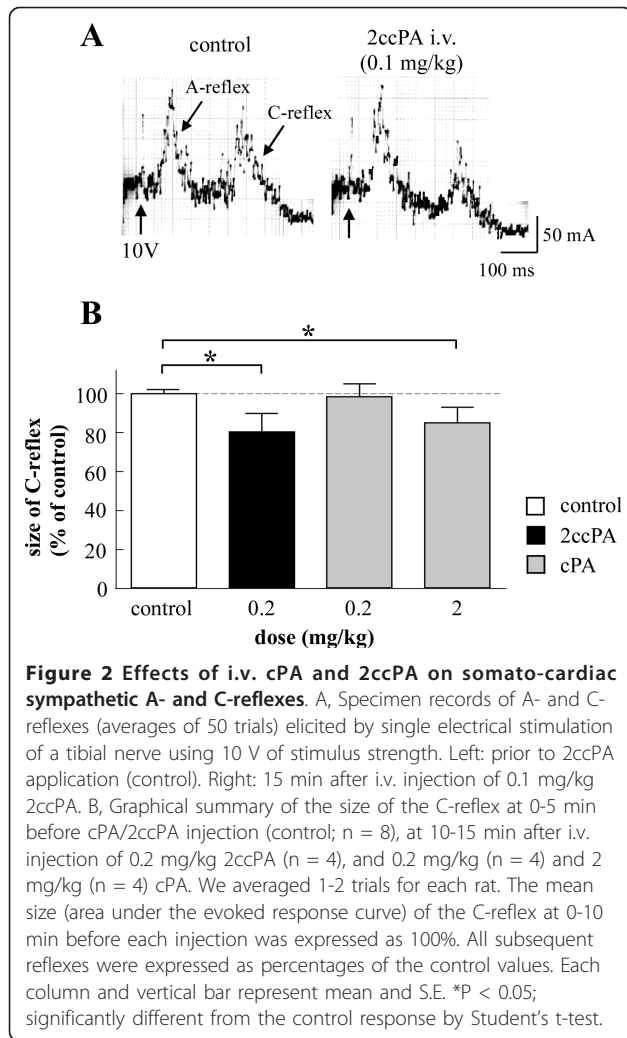 A
control
2ccPA i.v.
(0.1 mg/kg)
A-reflex
C-reflex
10V
50 mA
100 ms
B
*
*
size of C-reflex
(% of control)
100
80
60
40
20
0
control 0.2 0.2 2
dose (mg/kg)
control
2ccPA
cPA
Figure 2 Effects of i.v. cPA and 2ccPA on somato-cardiac
sympathetic A- and C-reflexes. A, Specimen records of A- and C-
reflexes (averages of 50 trials) elicited by single electrical stimulation
of a tibial nerve using 10 V of stimulus strength. Left: prior to 2ccPA
application (control). Right: 15 min after i.v. injection of 0.1 mg/kg
2ccPA. B, Graphical summary of the size of the C-reflex at 0-5 min
before cPA/2ccPA injection (control; n = 8), at 10-15 min after i.v.
injection of 0.2 mg/kg 2ccPA (n = 4), and 0.2 mg/kg (n = 4) and 2
mg/kg (n = 4) cPA. We averaged 1-2 trials for each rat. The mean
size (area under the evoked response curve) of the C-reflex at 0-10
min before each injection was expressed as 100%. All subsequent
reflexes were expressed as percentages of the control values. Each
column and vertical bar represent mean and S.E. *P < 0.05;
significantly different from the control response by Student's t-test.